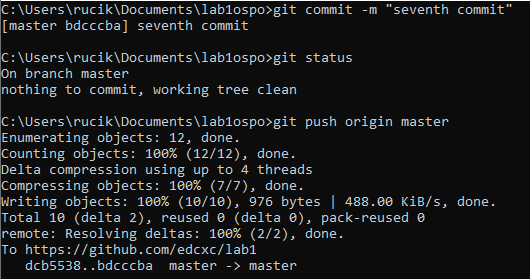 C:\Users\rucik\Documents\lab1ospo>git commit -m "seventh commit"
[master bdcccba] seventh commit
C:\Users\rucik\Documents\lab1ospo>git status
On branch master
nothing to commit, working tree clean
C:\Users\rucik\Documents\lab1ospo>git push origin master
Enumerating objects: 12, done.
Counting objects: 100% (12/12), done.
Delta compression using up to 4 threads
Compressing objects: 100% (7/7), done.
Writing objects: 100% (10/10), 976 bytes | 488.00 KiB/s, done.
Total 10 (delta 2), reused 0 (delta 0), pack-reused 0
remote: Resolving deltas: 100% (2/2), done.
To https://github.com/edcxc/lab1
   dcb5538..bdcccba  master -> master